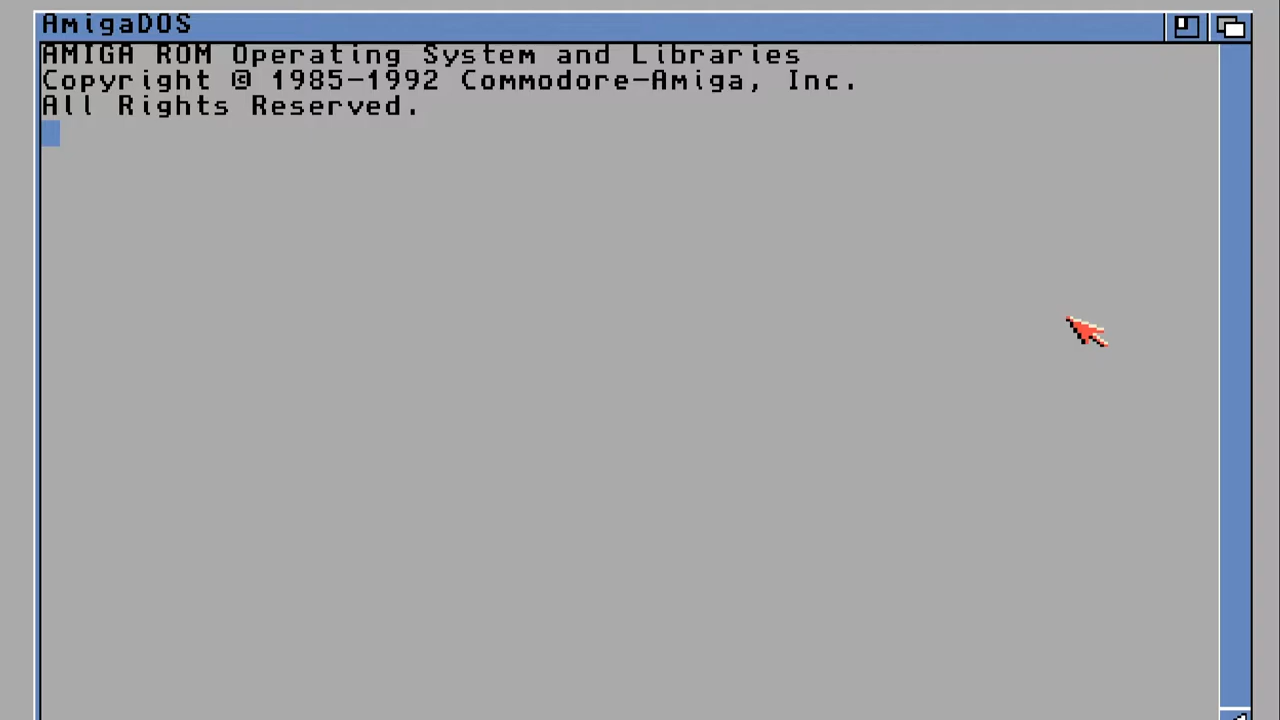 AmigaDOS
AMIGA ROM Operating System and Libraries
Copyright © 1985-1992 Commodore-Amiga, Inc.
All Rights Reserved.